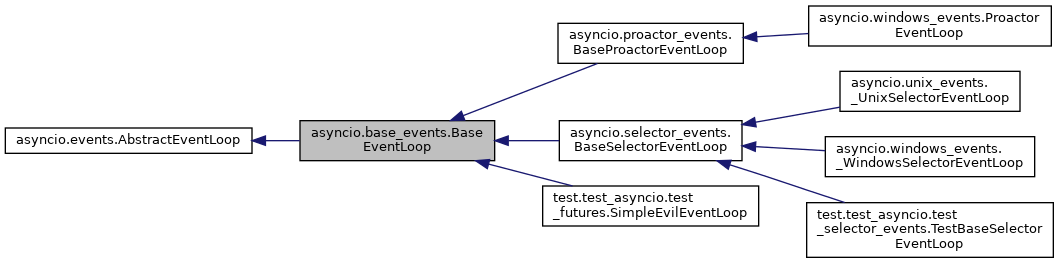 asyncio.events.AbstractEventLoop
asyncio.base_events.Base
EventLoop
asyncio.proactor_events.
BaseProactorEventLoop
asyncio.selector_events.
BaseSelectorEventLoop
test.test_asyncio.test
_futures.SimpleEvilEventLoop
asyncio.windows_events.Proactor
EventLoop
asyncio.unix_events.
_UnixSelectorEventLoop
asyncio.windows_events.
_WindowsSelectorEventLoop
test.test_asyncio.test
_selector_events.TestBaseSelector
EventLoop